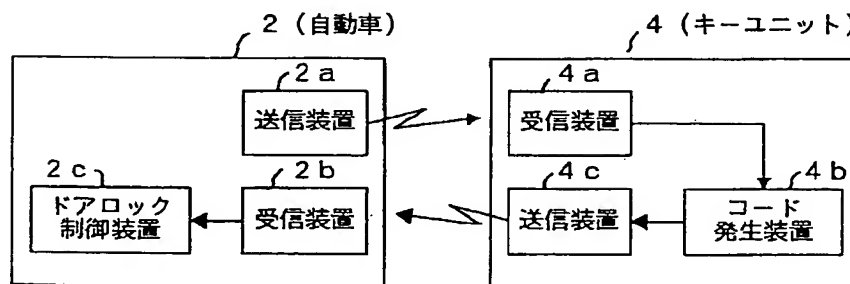 2 (自動車)
4 (キーユニット)
2a
4a
送信装置
受信装置
2c
2b
4c
4b
ドアロック
制御装置
受信装置
送信装置
コード
発生装置